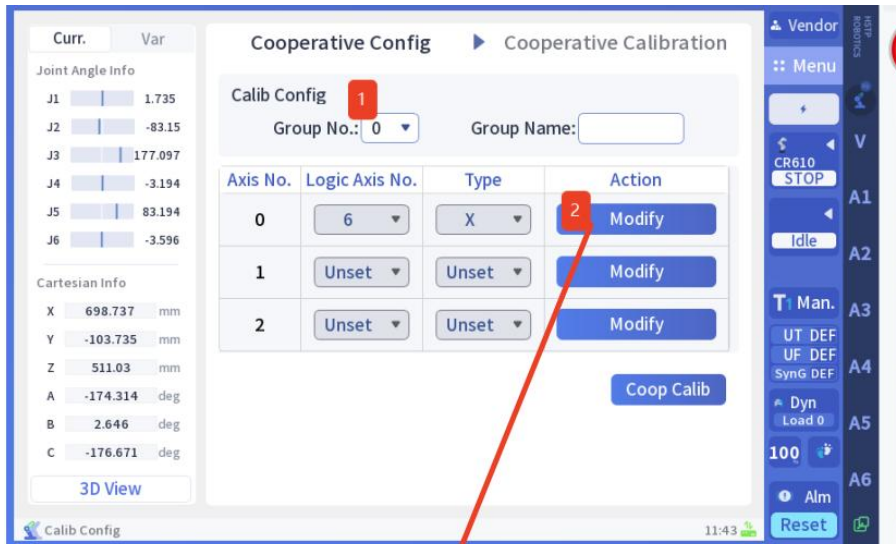 Curr. Var
Joint Angle Info
J1 1.735
J2 -83.15
J3 177.097
J4 -3.194
J5 83.194
J6 -3.596
Cartesian Info
X 698.737 mm
Y -103.735 mm
Z 511.03 mm
A -174.314 deg
B 2.646 deg
C -176.671 deg
3D View
Cooperative Config Cooperative Calibration
Calib Config 1
Group No.: 0 Group Name:
Axis No. Logic Axis No. Type Action
0 6 X 2 Modify
1 Unset Unset Modify
2 Unset Unset Modify
Coop Calib
Calib Config 11:43
Vendor
Menu
CR610
STOP
Idle
T1 Man.
UT DEF
UF DEF
SynG DEF
Dyn
Load 0
100
Alm
Reset
HSTP
ROBOTICS
V
A1
A2
A3
A4
A5
A6